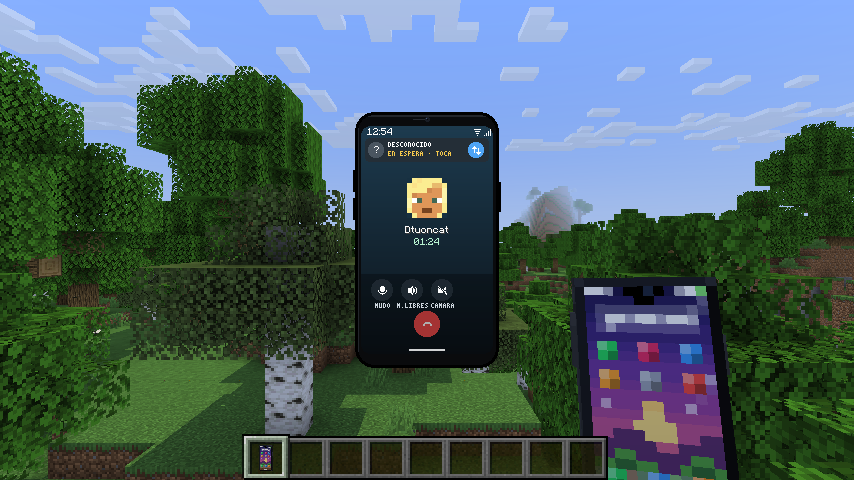 12:54
?
DESCONOCIDO
EN ESPERA · TOCA
Dtuoncat
01:24
MUDO M.LIBRES CAMARA